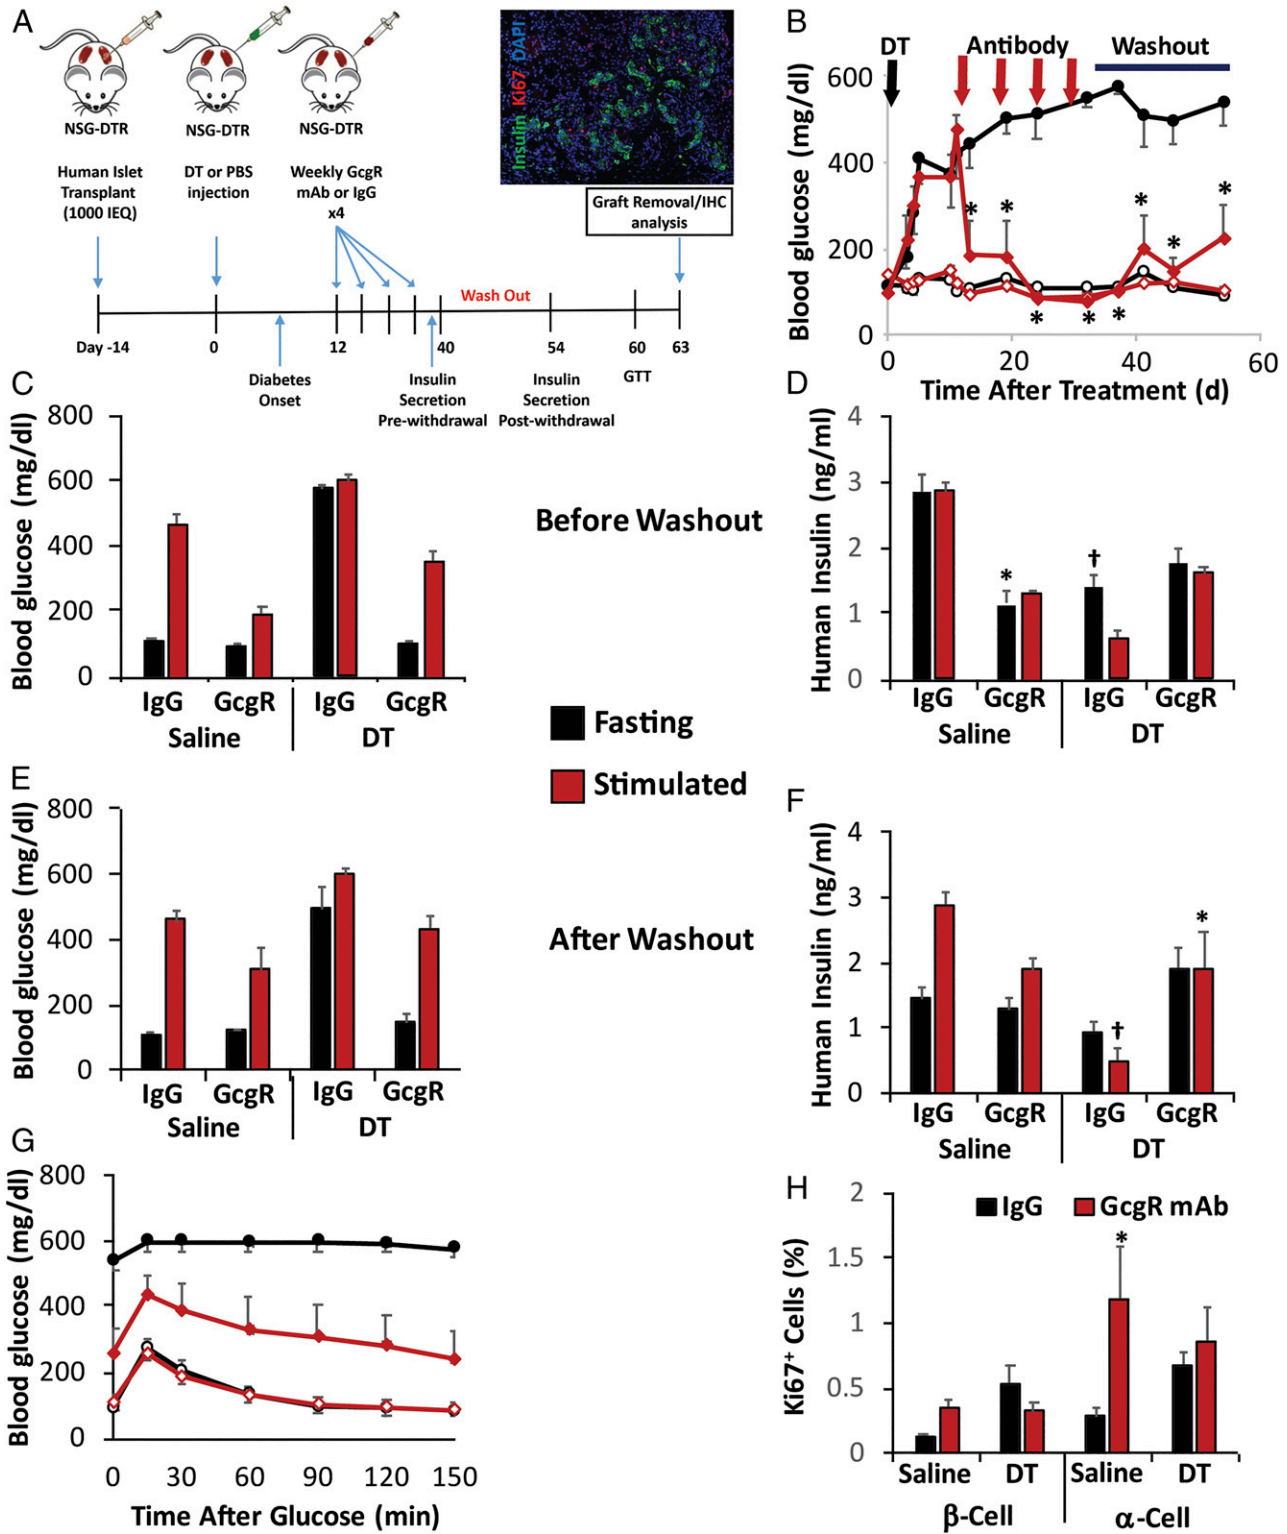 A
NSG-DTR
NSG-DTR
NSG-DTR
Human Islet
Transplant
(1000 IEQ)
DT or PBS
injection
Weekly GcgR
mAb or IgG
x4
Insulin Ki67 DAPI
Graft Removal/IHC
analysis
Wash Out
Day -14
0
12
40
54
60
63
Diabetes
Onset
Insulin
Secretion
Pre-withdrawal
Insulin
Secretion
Post-withdrawal
GTT
B
DT
Antibody
Washout
Blood glucose (mg/dl)
600
400
200
0
*
*
*
*
*
*
*
*
0
20
40
60
Time After Treatment (d)
C
Blood glucose (mg/dl)
800
600
400
200
0
IgG
GcgR
IgG
GcgR
Saline
DT
Before Washout
Fasting
Stimulated
D
Human Insulin (ng/ml)
4
3
2
1
0
*
†
IgG
GcgR
IgG
GcgR
Saline
DT
E
Blood glucose (mg/dl)
800
600
400
200
0
IgG
GcgR
IgG
GcgR
Saline
DT
After Washout
F
Human Insulin (ng/ml)
4
3
2
1
0
†
*
IgG
GcgR
IgG
GcgR
Saline
DT
G
Blood glucose (mg/dl)
800
600
400
200
0
0
30
60
90
120
150
Time After Glucose (min)
H
Ki67+ Cells (%)
2
1.5
1
0.5
0
IgG
GcgR mAb
*
Saline
DT
Saline
DT
β-Cell
α-Cell